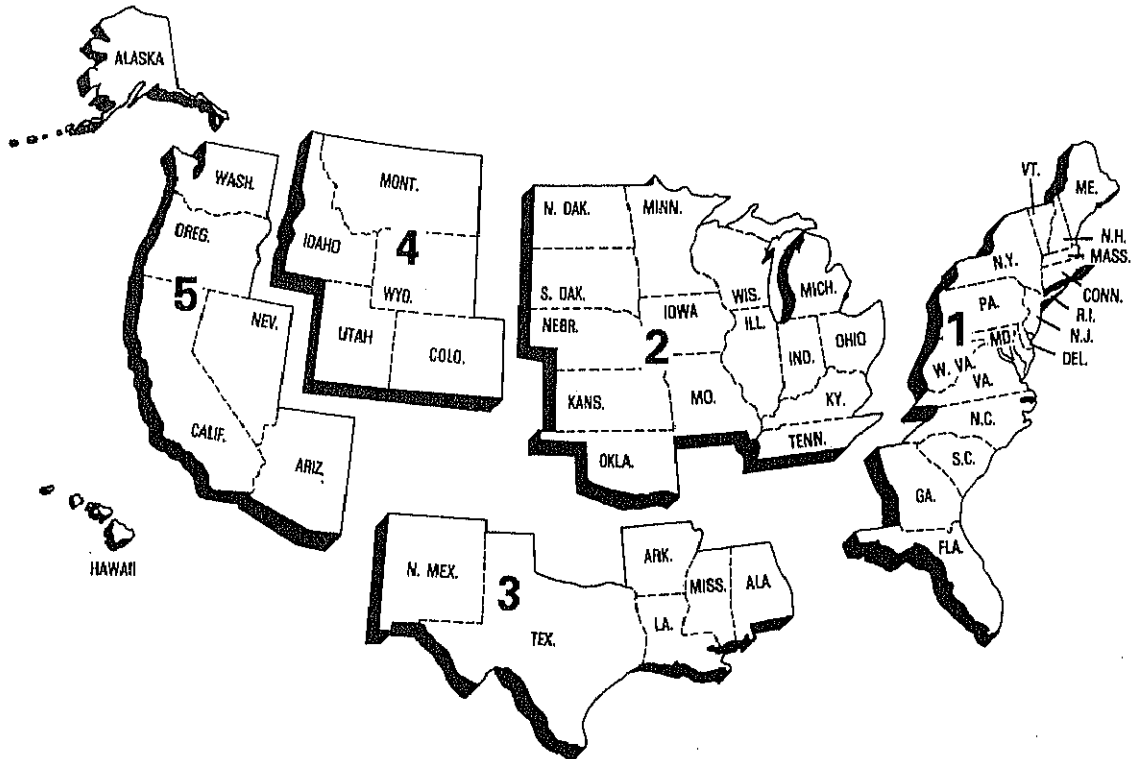 ALASKA
WASH.
OREG.
5
NEV.
CALIF.
ARIZ.
HAWAII
MONT.
IDAHO
4
WYO.
UTAH
COLO.
N. DAK.
MINN.
S. DAK.
WIS.
MICH.
NEBR.
IOWA
2
ILL.
IND.
OHIO
KANS.
MO.
KY.
OKLA.
TENN.
N. MEX.
3
TEX.
ARK.
LA.
MISS.
ALA
VT.
ME.
N.H.
MASS.
N.Y.
CONN.
R.I.
N.J.
DEL.
PA.
1
MD.
W. VA.
VA.
N.C.
S.C.
GA.
FLA.